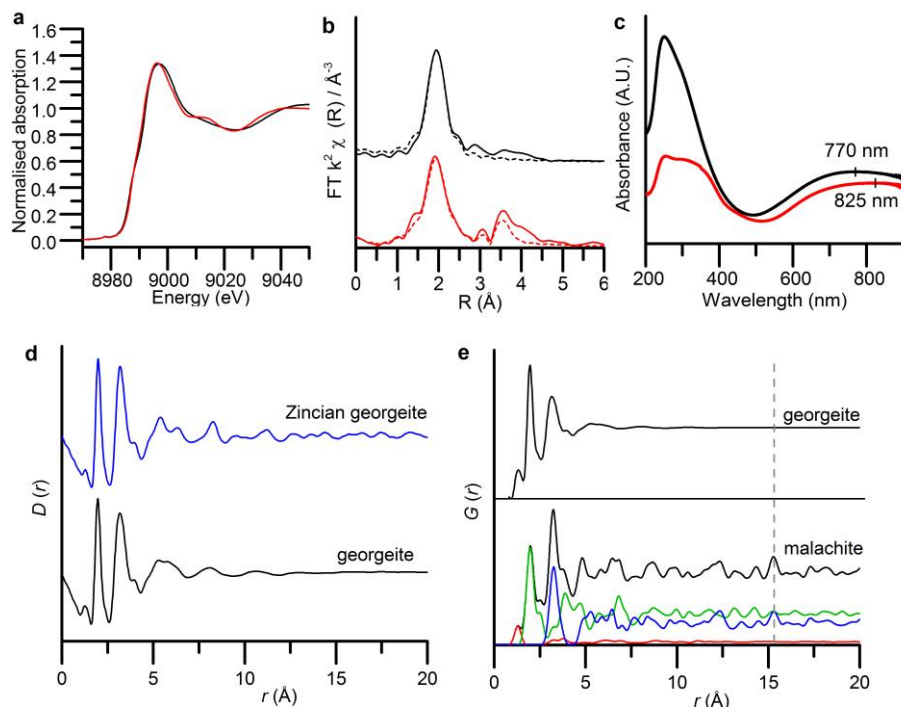 a
Normalised absorption
1.6
1.4
1.2
1.0
0.8
0.6
0.4
0.2
0.0
8980 9000 9020 9040
Energy (eV)
b
FT k² χ (R) / Å⁻³
0 1 2 3 4 5 6
R (Å)
c
Absorbance (A.U.)
770 nm
825 nm
200 400 600 800
Wavelength (nm)
d
D (r)
Zincian georgeite
georgeite
0 5 10 15 20
r (Å)
e
G (r)
georgeite
malachite
0 5 10 15 20
r (Å)